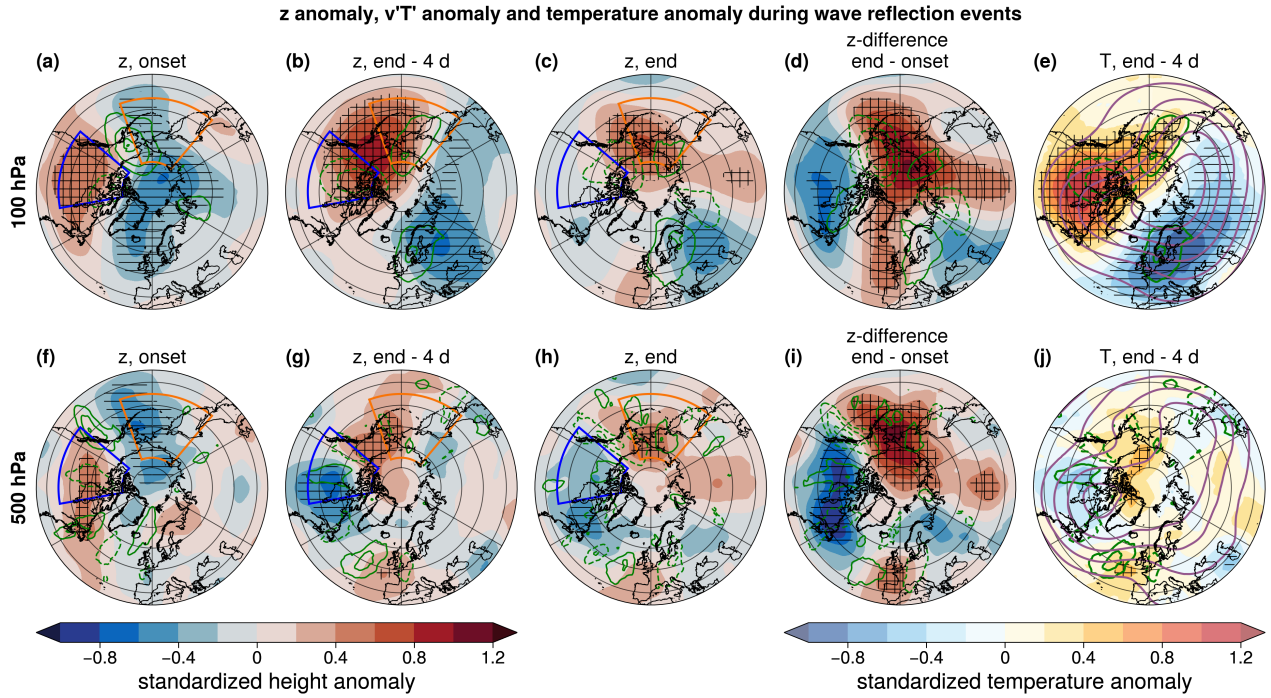 z anomaly, v'T' anomaly and temperature anomaly during wave reflection events
(a) z, onset
(b) z, end - 4 d
(c) z, end
(d) z-difference
end - onset
(e) T, end - 4 d
100 hPa
(f) z, onset
(g) z, end - 4 d
(h) z, end
(i) z-difference
end - onset
(j) T, end - 4 d
500 hPa
−0.8 −0.4 0 0.4 0.8 1.2
standardized height anomaly
−0.8 −0.4 0 0.4 0.8 1.2
standardized temperature anomaly